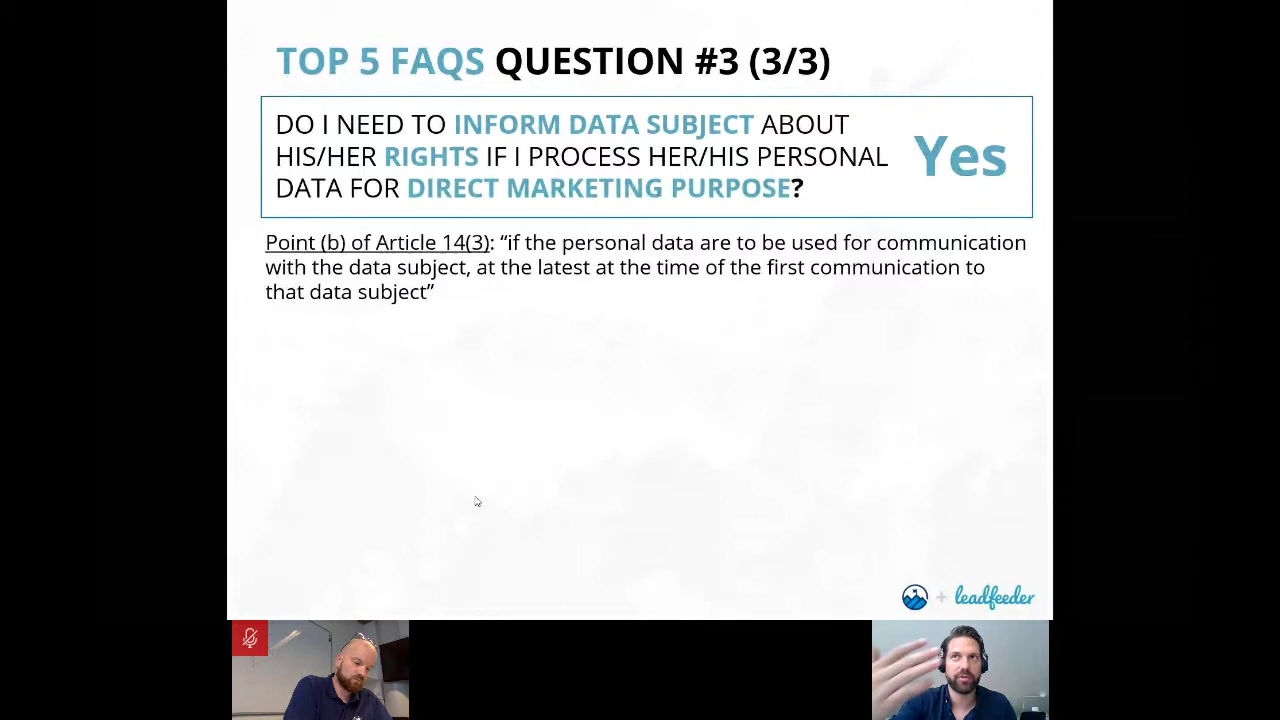 TOP 5 FAQS QUESTION #3 (3/3)
DO I NEED TO INFORM DATA SUBJECT ABOUT
HIS/HER RIGHTS IF I PROCESS HER/HIS PERSONAL
DATA FOR DIRECT MARKETING PURPOSE?
Yes
Point (b) of Article 14(3): “if the personal data are to be used for communication
with the data subject, at the latest at the time of the first communication to
that data subject”
+ leadfeeder